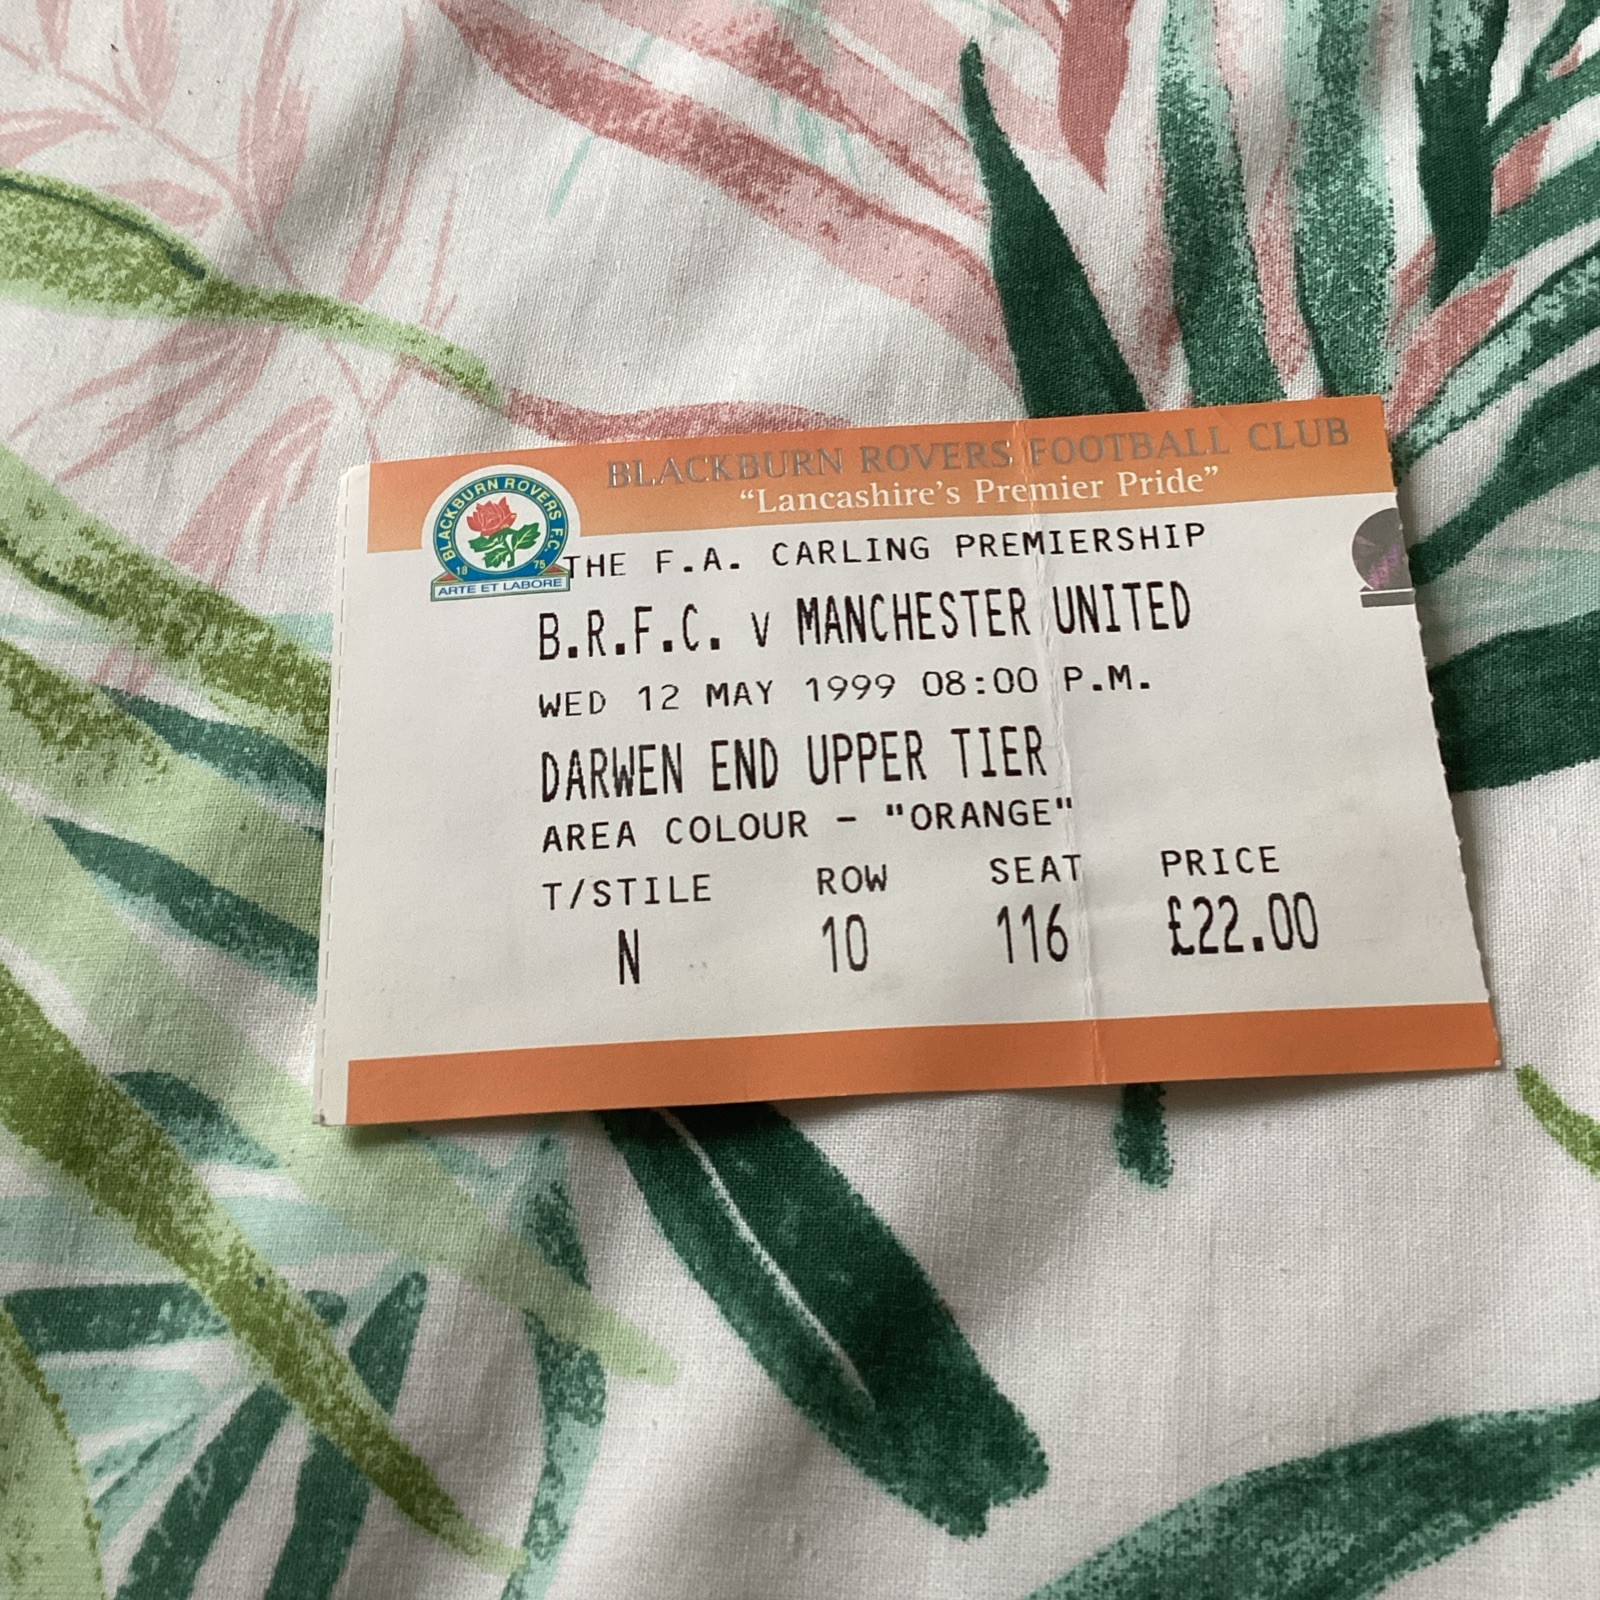 BLACKBURN ROVERS FOOTBALL CLUB
"Lancashire's Premier Pride"
BLACKBURN ROVERS F.C.
18 75
ARTE ET LABORE
THE F.A. CARLING PREMIERSHIP
B.R.F.C. v MANCHESTER UNITED
WED 12 MAY 1999 08:00 P.M.
DARWEN END UPPER TIER
AREA COLOUR - "ORANGE"
T/STILE ROW SEAT PRICE
N 10 116 £22.00